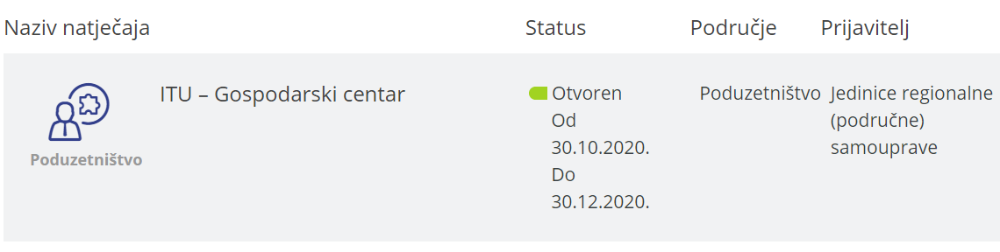 Naziv natječaja Status Područje Prijavitelj
ITU – Gospodarski centar
Poduzetništvo
Otvoren
Od
30.10.2020.
Do
30.12.2020.
Poduzetništvo
Jedinice regionalne
(područne)
samouprave